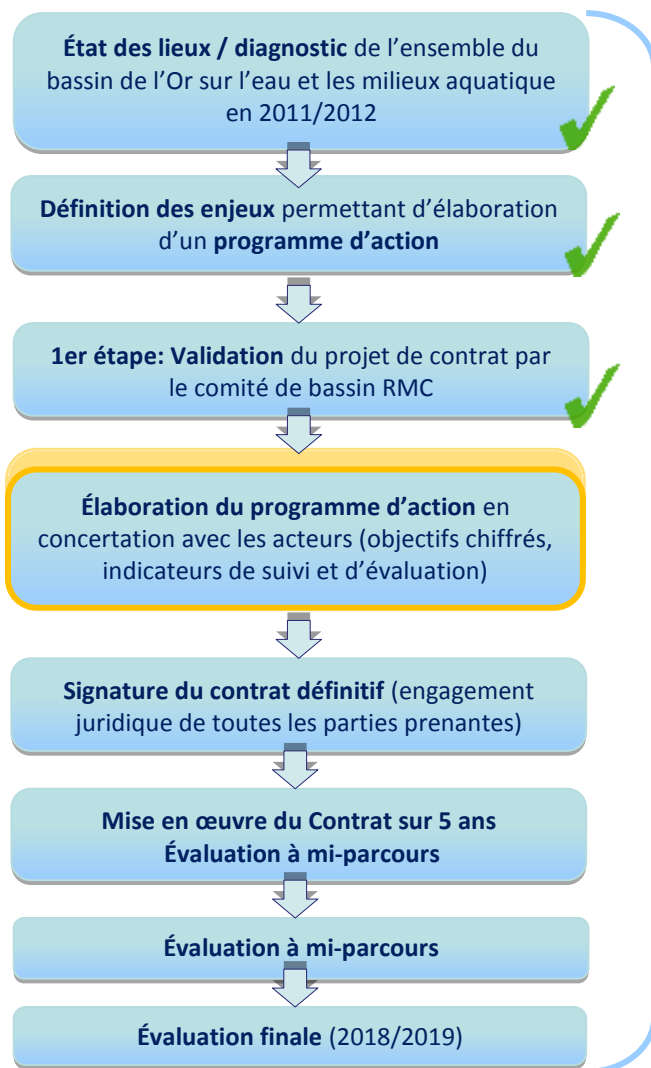 État des lieux / diagnostic de l’ensemble du
bassin de l’Or sur l’eau et les milieux aquatique
en 2011/2012
Définition des enjeux permettant d’élaboration
d’un programme d’action
1er étape: Validation du projet de contrat par
le comité de bassin RMC
Élaboration du programme d’action en
concertation avec les acteurs (objectifs chiffrés,
indicateurs de suivi et d’évaluation)
Signature du contrat définitif (engagement
juridique de toutes les parties prenantes)
Mise en œuvre du Contrat sur 5 ans
Évaluation à mi-parcours
Évaluation à mi-parcours
Évaluation finale (2018/2019)